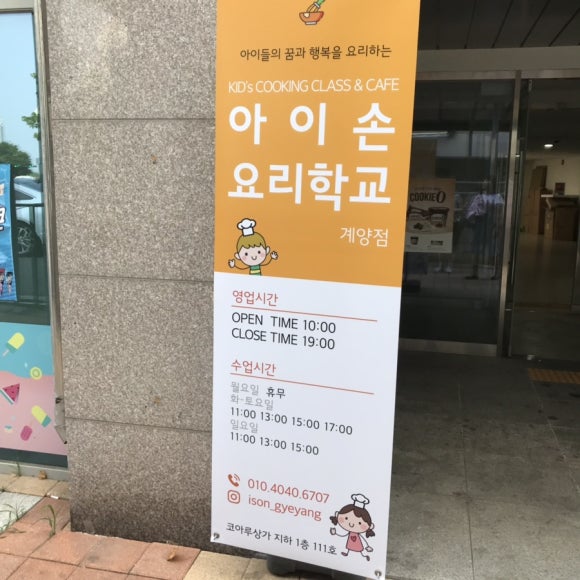 아이들의 꿈과 행복을 요리하는
KID's COOKING CLASS & CAFE
아이손
요리학교
계양점
COOKIE O
영업시간
OPEN TIME 10:00
CLOSE TIME 19:00
수업시간
월요일 휴무
화-토요일
11:00 13:00 15:00 17:00
일요일
11:00 13:00 15:00
010.4040.6707
ison_gyeyang
코아루상가 지하 1층 111호